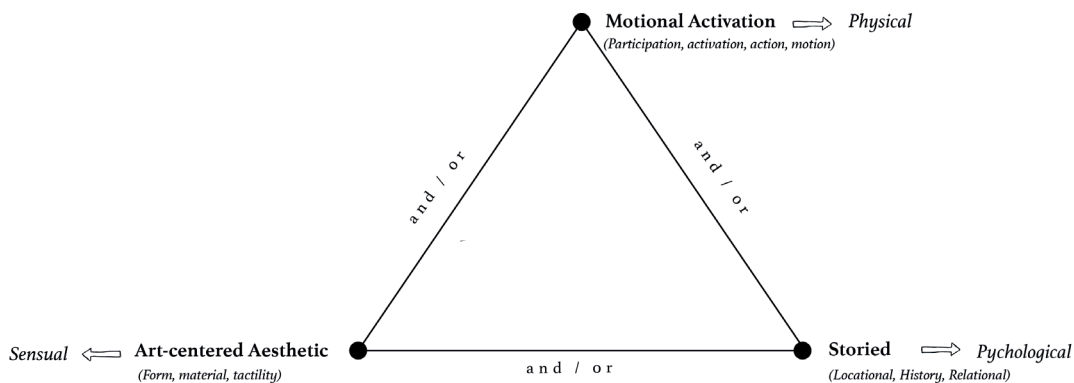 Motional Activation
Physical
(Participation, activation, action, motion)
and / or
and / or
Sensual
Art-centered Aesthetic
(Form, material, tactility)
and / or
Storied
Pychological
(Locational, History, Relational)